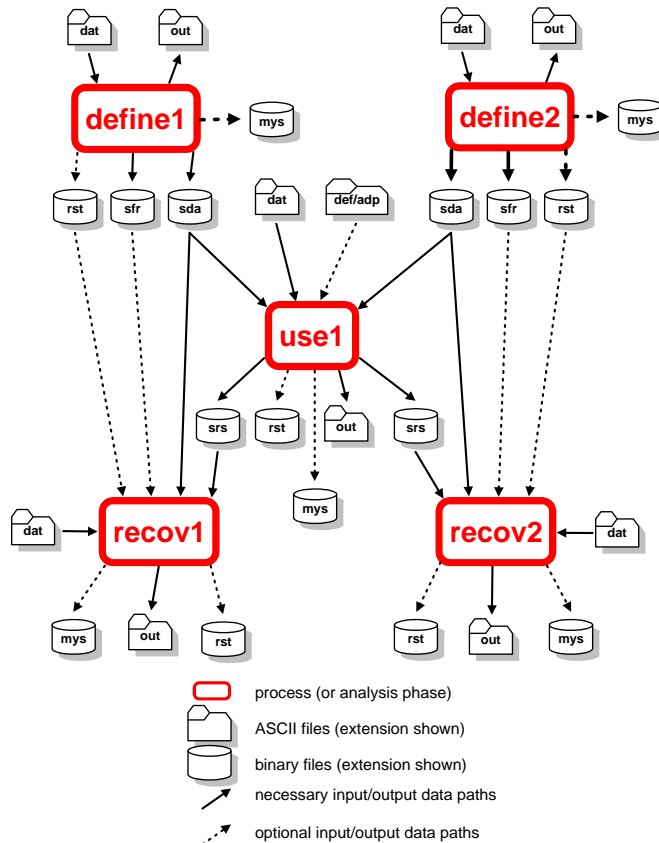 dat out dat out
define1 mys define2 mys
rst sfr sda dat def/adp sda sfr rst
use1
srs rst out srs
mys
dat recov1 recov2 dat
mys out rst rst out mys
process (or analysis phase)
ASCII files (extension shown)
binary files (extension shown)
necessary input/output data paths
optional input/output data paths